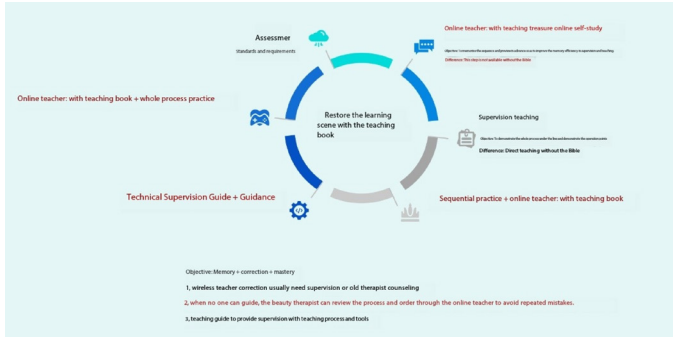 Online teacher: with teaching treasure online self-study
Assessmer
standards and requirements
Difference: This step is not available without the Bible
Online teacher: with teaching book + whole process practice
Restore the learning
scene with the teaching
book
Supervision teaching
Difference: Direct teaching without the Bible
Technical Supervision Guide + Guidance
Sequential practice + online teacher: with teaching book
Objective: Memory + correction + mastery
1, wireless teacher correction usually need supervision or old therapist counseling
2, when no one can guide, the beauty therapist can review the process and order through the online teacher to avoid repeated mistakes.
3, teaching guide to provide supervision with teaching process and tools